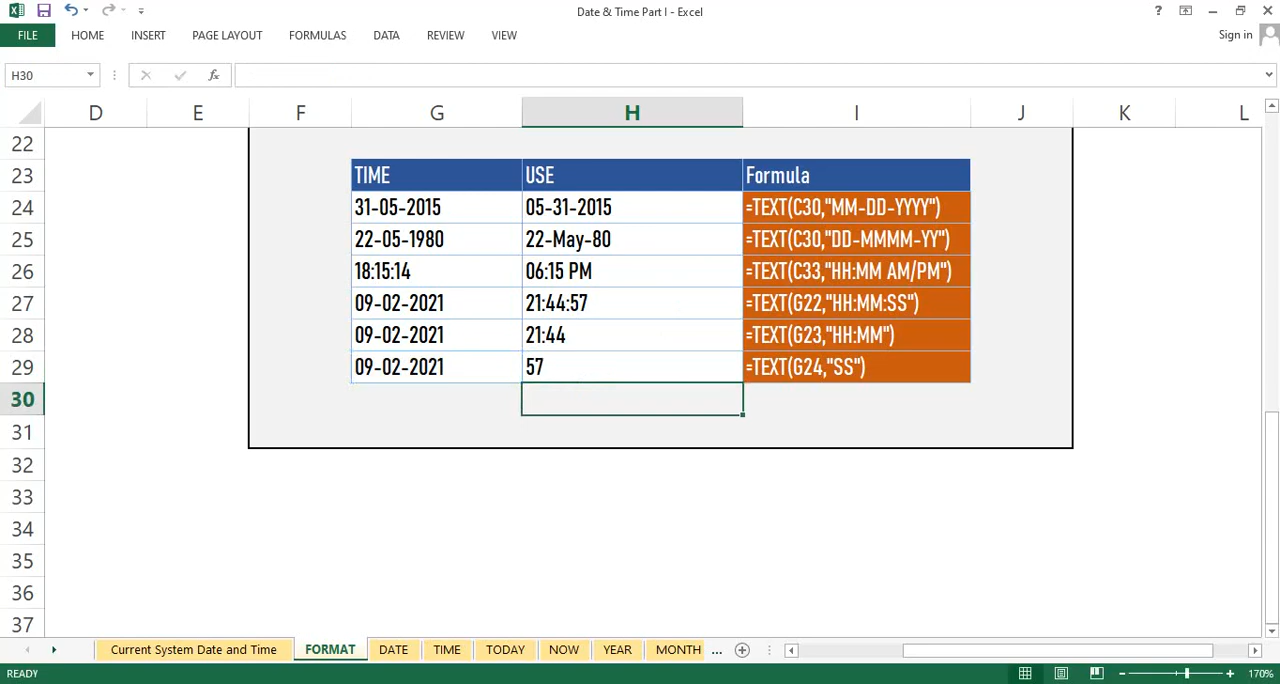 Date & Time Part I - Excel
FILE HOME INSERT PAGE LAYOUT FORMULAS DATA REVIEW VIEW Sign in
H30 fx
D E F G H I J K L
22
23 TIME USE Formula
24 31-05-2015 05-31-2015 =TEXT(C30,"MM-DD-YYYY")
25 22-05-1980 22-May-80 =TEXT(C30,"DD-MMMM-YY")
26 18:15:14 06:15 PM =TEXT(C33,"HH:MM AM/PM")
27 09-02-2021 21:44:57 =TEXT(G22,"HH:MM:SS")
28 09-02-2021 21:44 =TEXT(G23,"HH:MM")
29 09-02-2021 57 =TEXT(G24,"SS")
30
31
32
33
34
35
36
37
Current System Date and Time FORMAT DATE TIME TODAY NOW YEAR MONTH ...
READY 170%